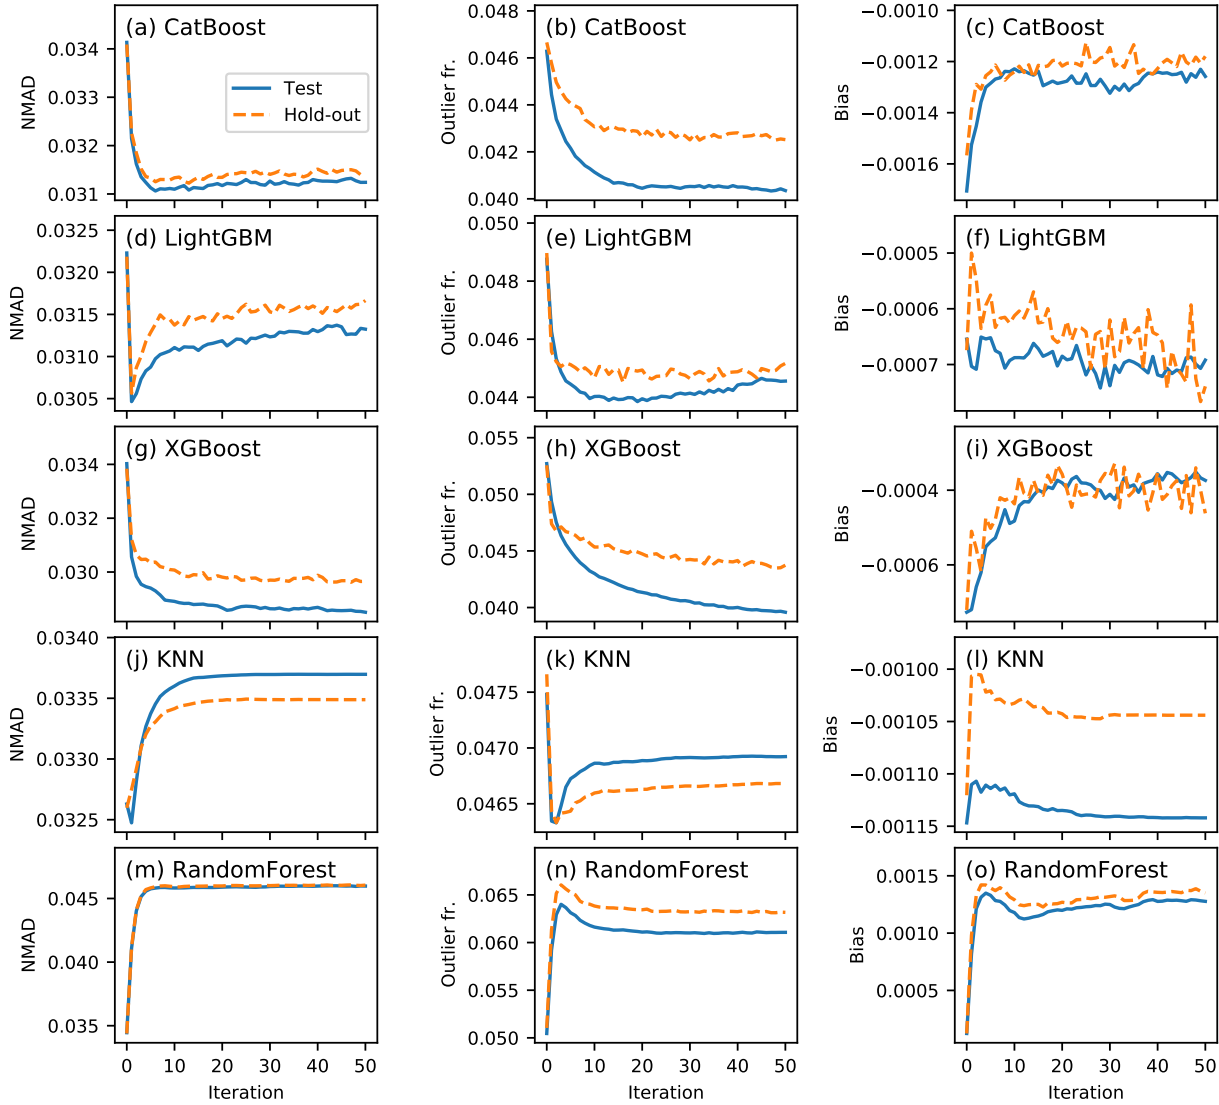 (a) CatBoost
NMAD
0.034
0.033
0.032
0.031
Test
Hold-out
(b) CatBoost
Outlier fr.
0.048
0.046
0.044
0.042
0.040
(c) CatBoost
Bias
−0.0010
−0.0012
−0.0014
−0.0016
(d) LightGBM
NMAD
0.0325
0.0320
0.0315
0.0310
0.0305
(e) LightGBM
Outlier fr.
0.050
0.048
0.046
0.044
(f) LightGBM
Bias
−0.0005
−0.0006
−0.0007
(g) XGBoost
NMAD
0.034
0.032
0.030
(h) XGBoost
Outlier fr.
0.055
0.050
0.045
0.040
(i) XGBoost
Bias
−0.0004
−0.0006
(j) KNN
NMAD
0.0340
0.0335
0.0330
0.0325
(k) KNN
Outlier fr.
0.0475
0.0470
0.0465
(l) KNN
Bias
−0.00100
−0.00105
−0.00110
−0.00115
(m) RandomForest
NMAD
0.045
0.040
0.035
0 10 20 30 40 50
Iteration
(n) RandomForest
Outlier fr.
0.065
0.060
0.055
0.050
0 10 20 30 40 50
Iteration
(o) RandomForest
Bias
0.0015
0.0010
0.0005
0 10 20 30 40 50
Iteration